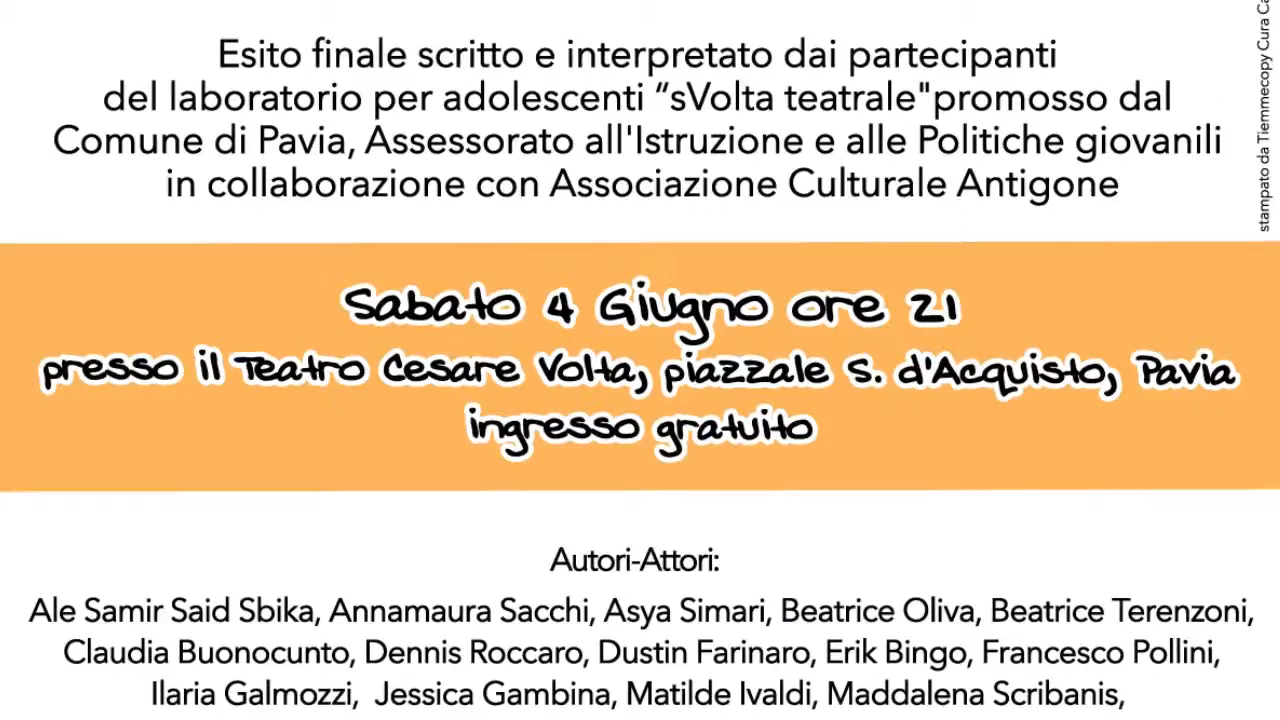 Esito finale scritto e interpretato dai partecipanti
del laboratorio per adolescenti “sVolta teatrale"promosso dal
Comune di Pavia, Assessorato all'Istruzione e alle Politiche giovanili
in collaborazione con Associazione Culturale Antigone
stampato da Tiemmecopy Cura
Sabato 4 Giugno ore 21
presso il Teatro Cesare Volta, piazzale S. d'Acquisto, Pavia
ingresso gratuito
Autori-Attori:
Ale Samir Said Sbika, Annamaura Sacchi, Asya Simari, Beatrice Oliva, Beatrice Terenzoni,
Claudia Buonocunto, Dennis Roccaro, Dustin Farinaro, Erik Bingo, Francesco Pollini,
Ilaria Galmozzi, Jessica Gambina, Matilde Ivaldi, Maddalena Scribanis,